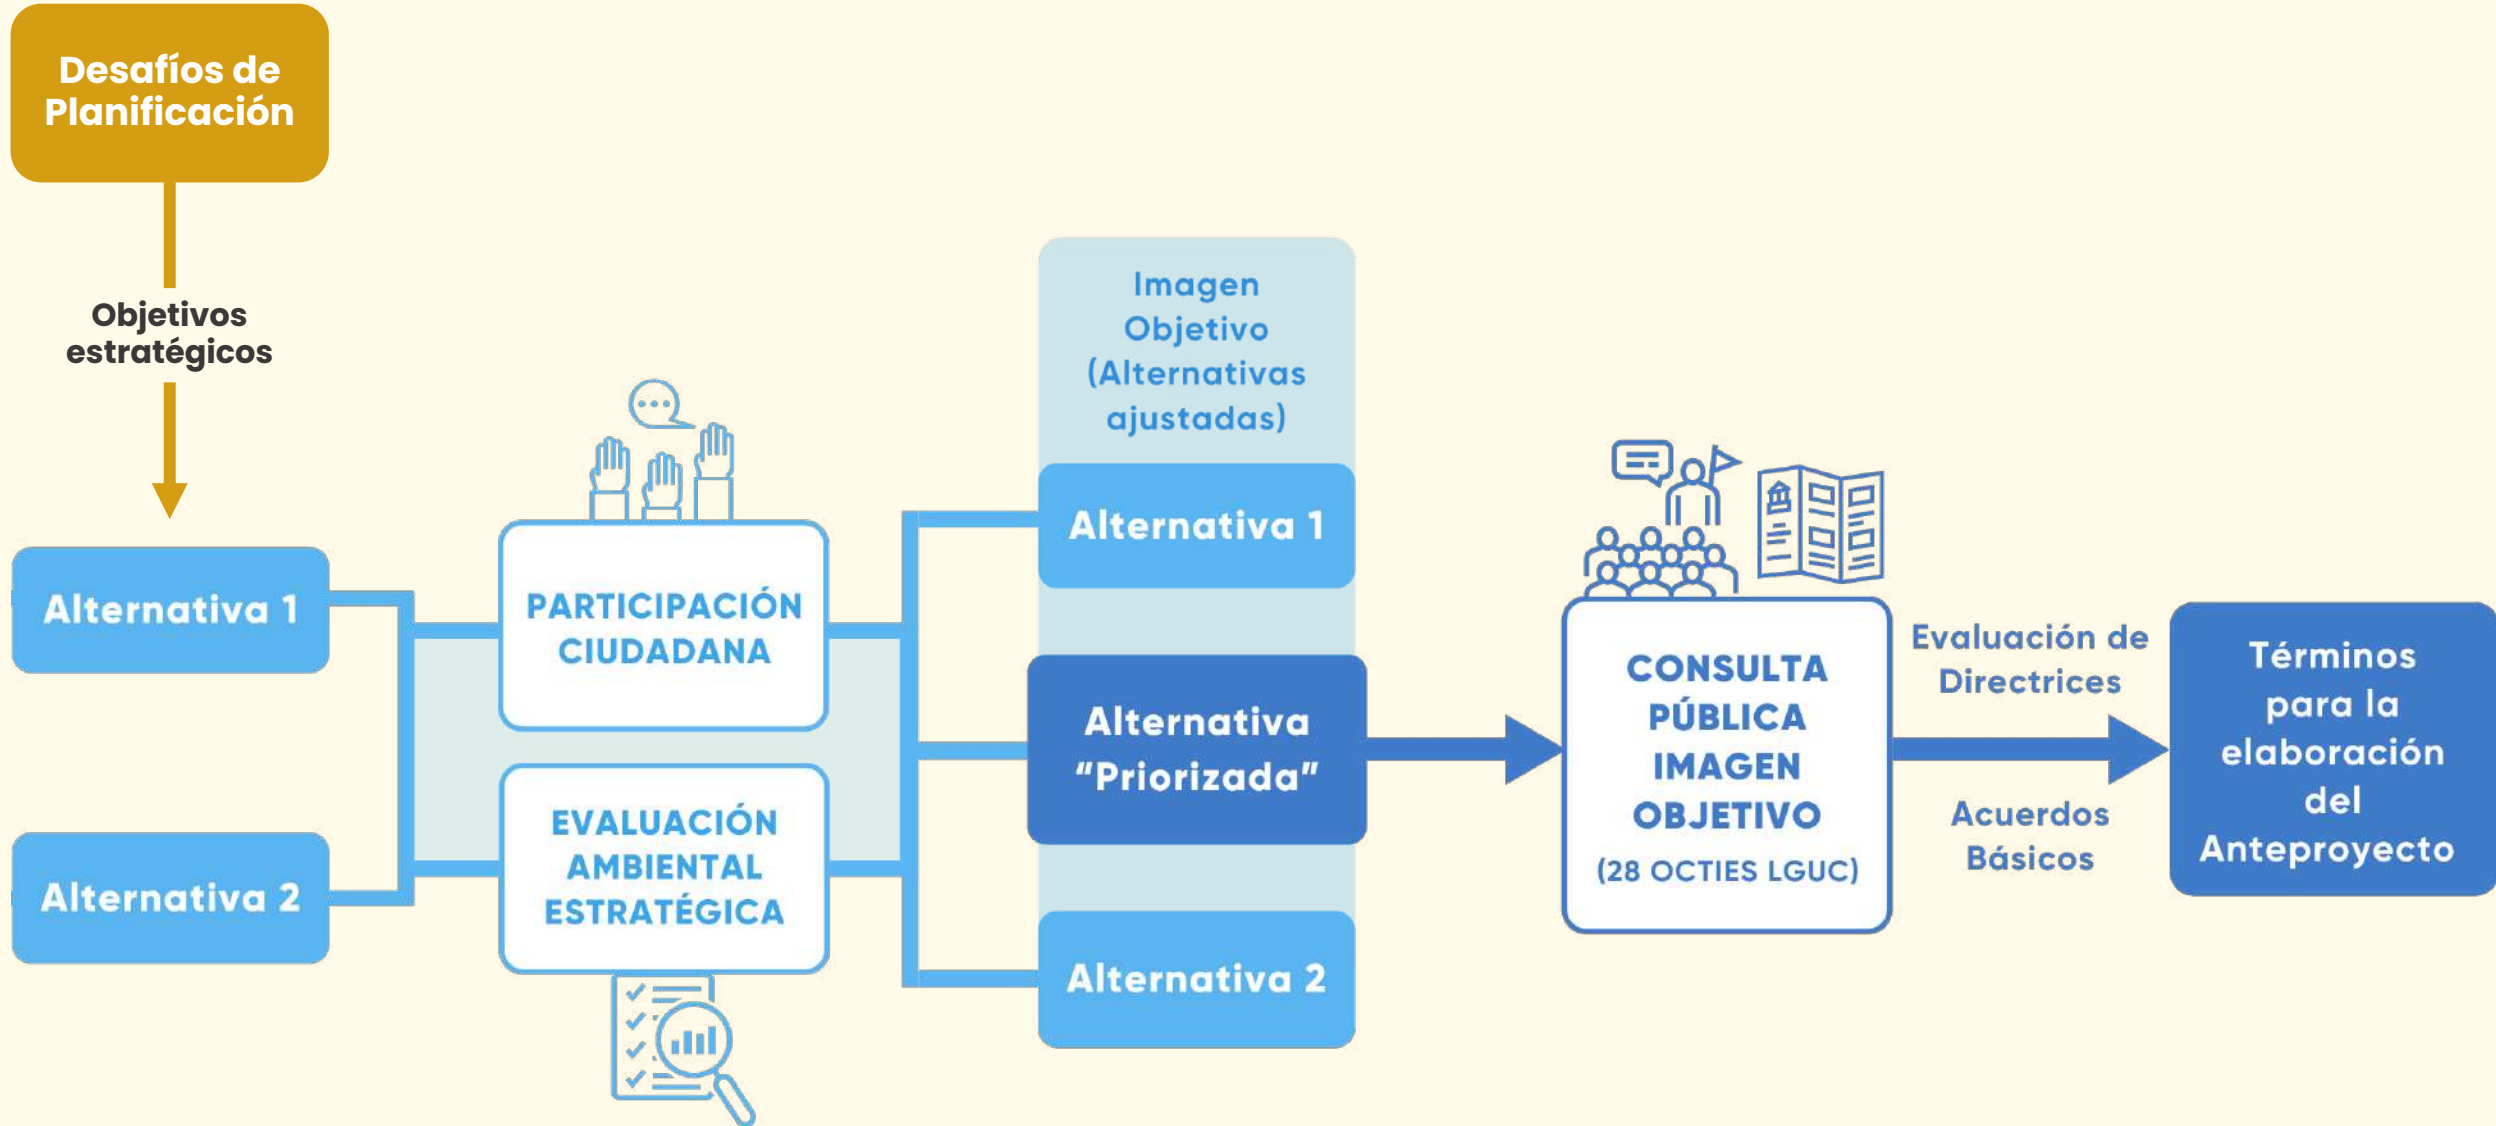 Desafíos de
Planificación
Objetivos
estratégicos
Alternativa 1
Alternativa 2
PARTICIPACIÓN
CIUDADANA
EVALUACIÓN
AMBIENTAL
ESTRATÉGICA
Imagen
Objetivo
(Alternativas
ajustadas)
Alternativa 1
Alternativa
“Priorizada”
Alternativa 2
CONSULTA
PÚBLICA
IMAGEN
OBJETIVO
(28 OCTIES LGUC)
Evaluación de
Directrices
Acuerdos
Básicos
Términos
para la
elaboración
del
Anteproyecto